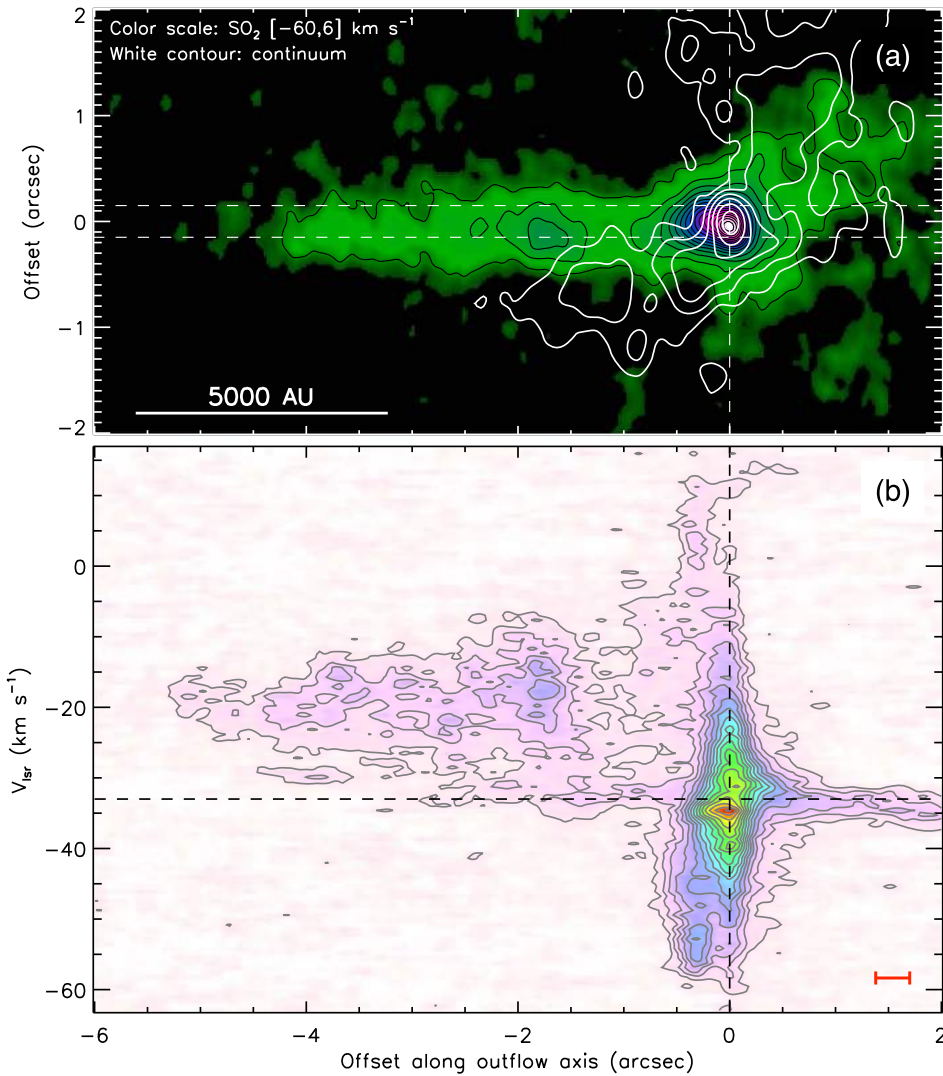 Color scale: SO₂ [−60,6] km s⁻¹
White contour: continuum
(a)
2
1
0
−1
−2
Offset (arcsec)
5000 AU
(b)
0
−20
−40
−60
V_lsr (km s⁻¹)
−6 −4 −2 0 2
Offset along outflow axis (arcsec)